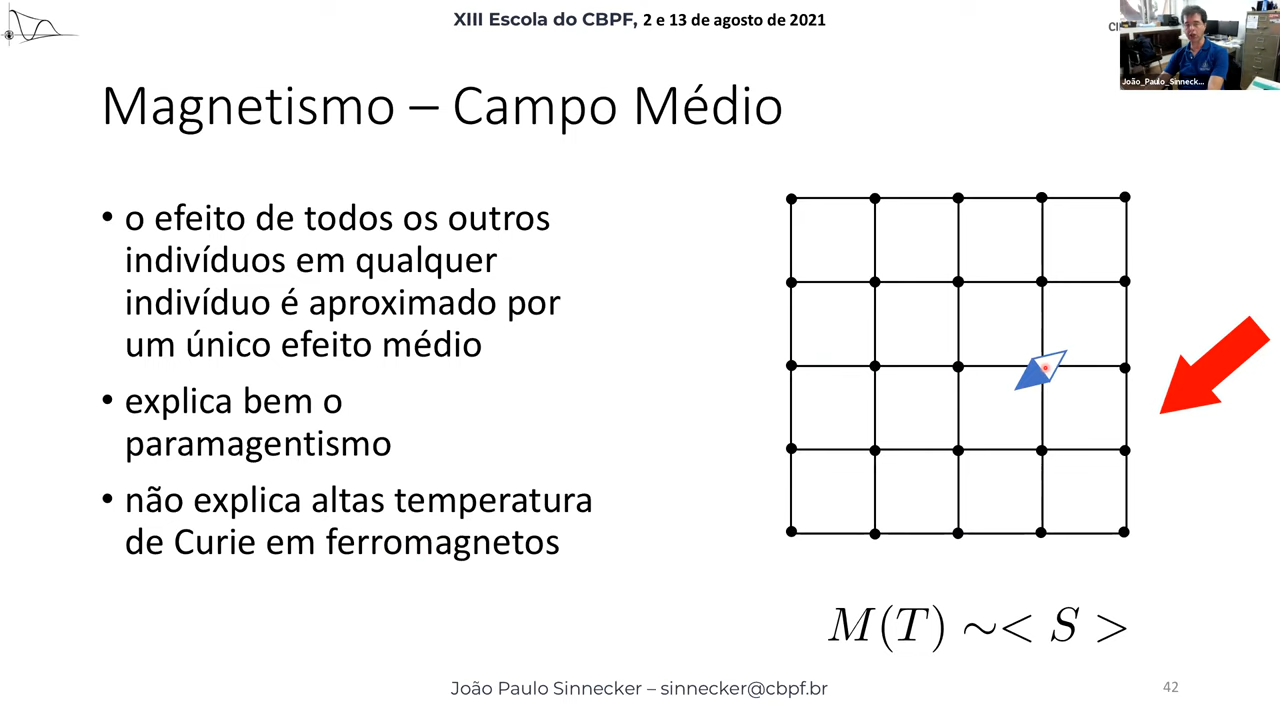 XIII Escola do CBPF, 2 e 13 de agosto de 2021
João_Paulo_Sinneck...
Magnetismo – Campo Médio
• o efeito de todos os outros
indivíduos em qualquer
indivíduo é aproximado por
um único efeito médio
• explica bem o
paramagentismo
• não explica altas temperatura
de Curie em ferromagnetos
M(T) ~< S >
João Paulo Sinnecker – sinnecker@cbpf.br
42